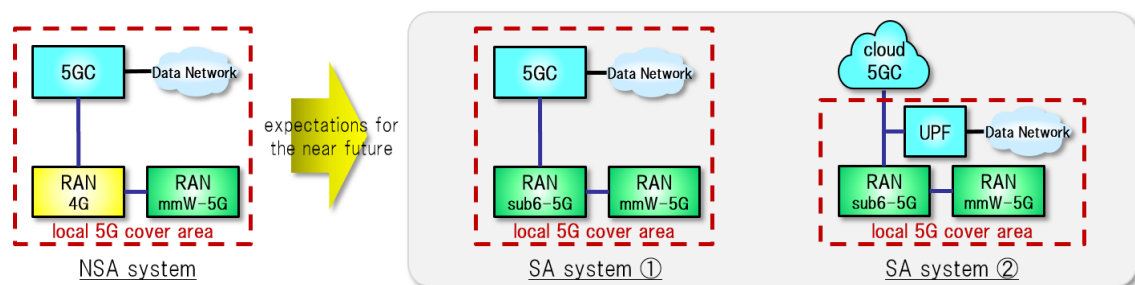 5GC
Data Network
RAN
4G
RAN
mmW-5G
local 5G cover area
NSA system
expectations for
the near future
5GC
Data Network
RAN
sub6-5G
RAN
mmW-5G
local 5G cover area
SA system ①
cloud
5GC
UPF
Data Network
RAN
sub6-5G
RAN
mmW-5G
local 5G cover area
SA system ②